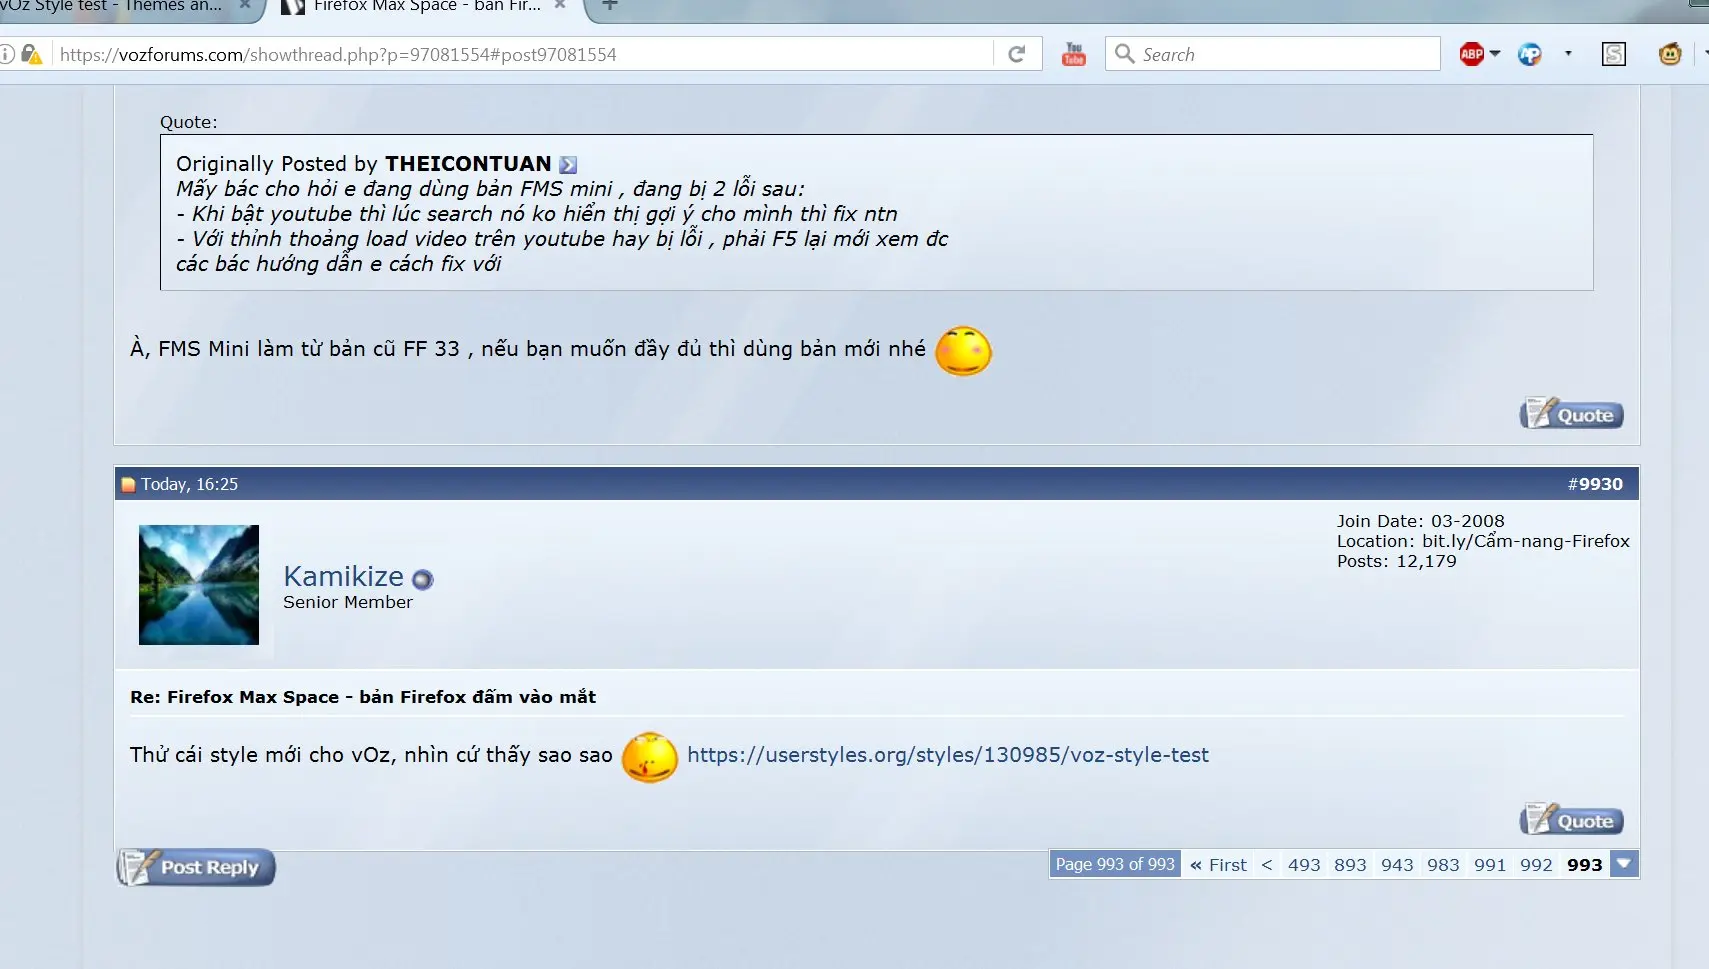 vOz Style test - Themes an...
Firefox Max Space - bản Fir...
https://vozforums.com/showthread.php?p=97081554#post97081554
You
Tube
Search
ABP
AP
S
Quote:
Originally Posted by THEICONTUAN
Mấy bác cho hỏi e đang dùng bản FMS mini , đang bị 2 lỗi sau:
- Khi bật youtube thì lúc search nó ko hiển thị gợi ý cho mình thì fix ntn
- Với thỉnh thoảng load video trên youtube hay bị lỗi , phải F5 lại mới xem đc
các bác hướng dẫn e cách fix với
À, FMS Mini làm từ bản cũ FF 33 , nếu bạn muốn đầy đủ thì dùng bản mới nhé
Quote
Today, 16:25
#9930
Join Date: 03-2008
Location: bit.ly/Cẩm-nang-Firefox
Posts: 12,179
Kamikize
Senior Member
Re: Firefox Max Space - bản Firefox đấm vào mắt
Thử cái style mới cho vOz, nhìn cứ thấy sao sao https://userstyles.org/styles/130985/voz-style-test
Quote
Post Reply
Page 993 of 993 « First < 493 893 943 983 991 992 993